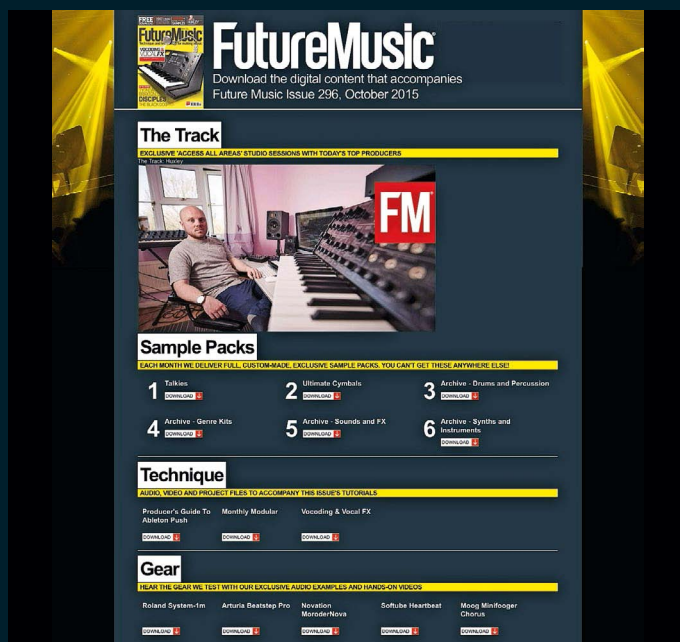 FREE
FutureMusic
VOCODING &
VOCAL FX
DISCIPLES
FutureMusic
Download the digital content that accompanies
Future Music Issue 296, October 2015
The Track
EXCLUSIVE 'ACCESS ALL AREAS' STUDIO SESSIONS WITH TODAY'S TOP PRODUCERS
The Track: Huxley
FM
Sample Packs
EACH MONTH WE DELIVER FULL, CUSTOM-MADE, EXCLUSIVE SAMPLE PACKS. YOU CAN'T GET THESE ANYWHERE ELSE!
1 Talkies
DOWNLOAD
2 Ultimate Cymbals
DOWNLOAD
3 Archive - Drums and Percussion
DOWNLOAD
4 Archive - Genre Kits
DOWNLOAD
5 Archive - Sounds and FX
DOWNLOAD
6 Archive - Synths and
Instruments
DOWNLOAD
Technique
AUDIO, VIDEO AND PROJECT FILES TO ACCOMPANY THIS ISSUE'S TUTORIALS
Producer's Guide To
Ableton Push
DOWNLOAD
Monthly Modular
DOWNLOAD
Vocoding & Vocal FX
DOWNLOAD
Gear
HEAR THE GEAR WE TEST WITH OUR EXCLUSIVE AUDIO EXAMPLES AND HANDS-ON VIDEOS
Roland System-1m
DOWNLOAD
Arturia Beatstep Pro
DOWNLOAD
Novation
MoroderNova
DOWNLOAD
Softube Heartbeat
DOWNLOAD
Moog Minifooger
Chorus
DOWNLOAD